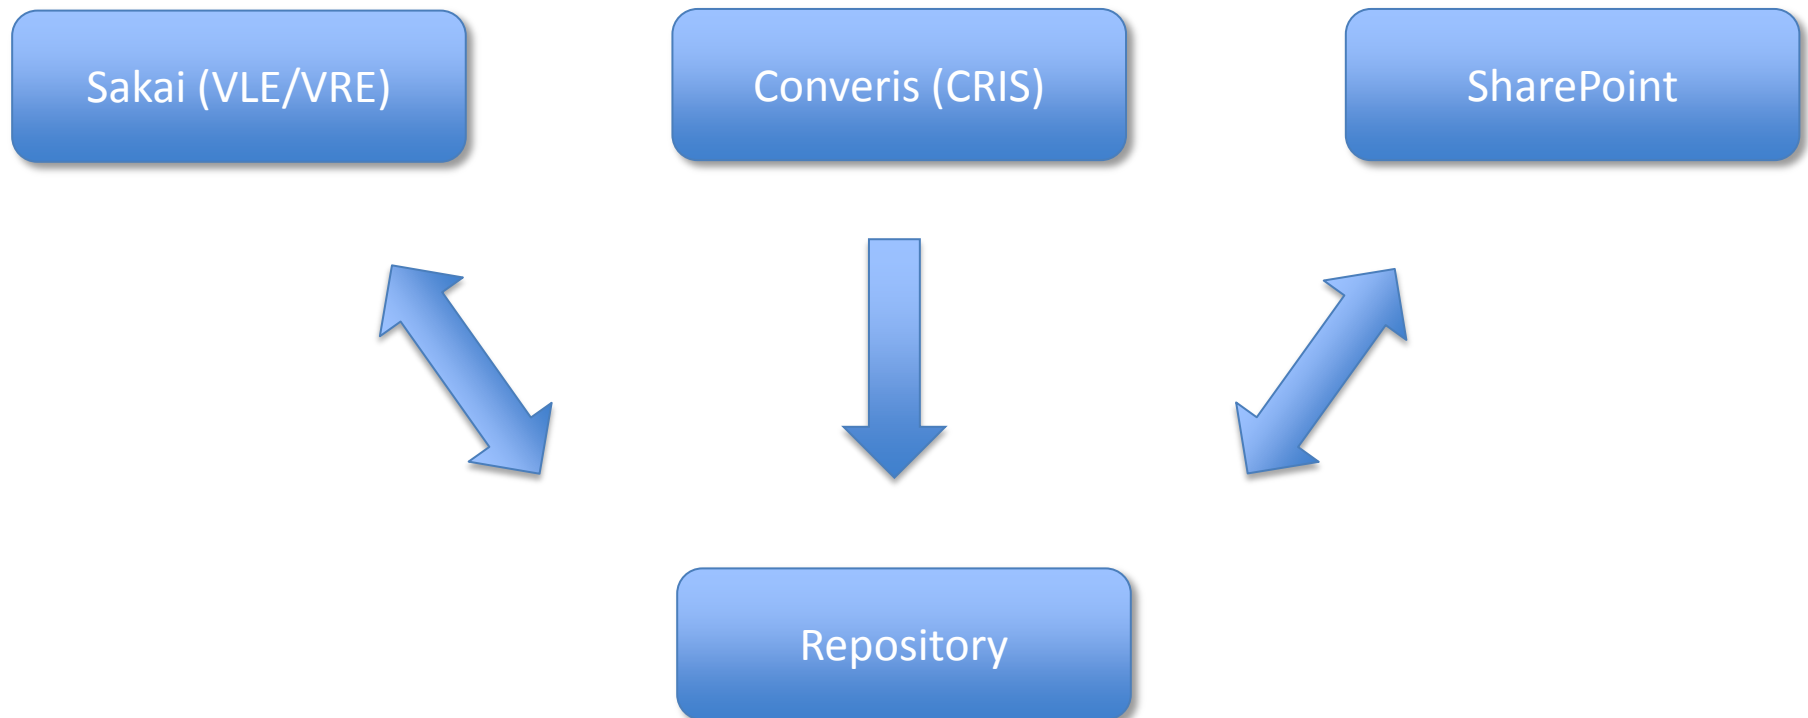 Sakai (VLE/VRE)
Converis (CRIS)
SharePoint
Repository